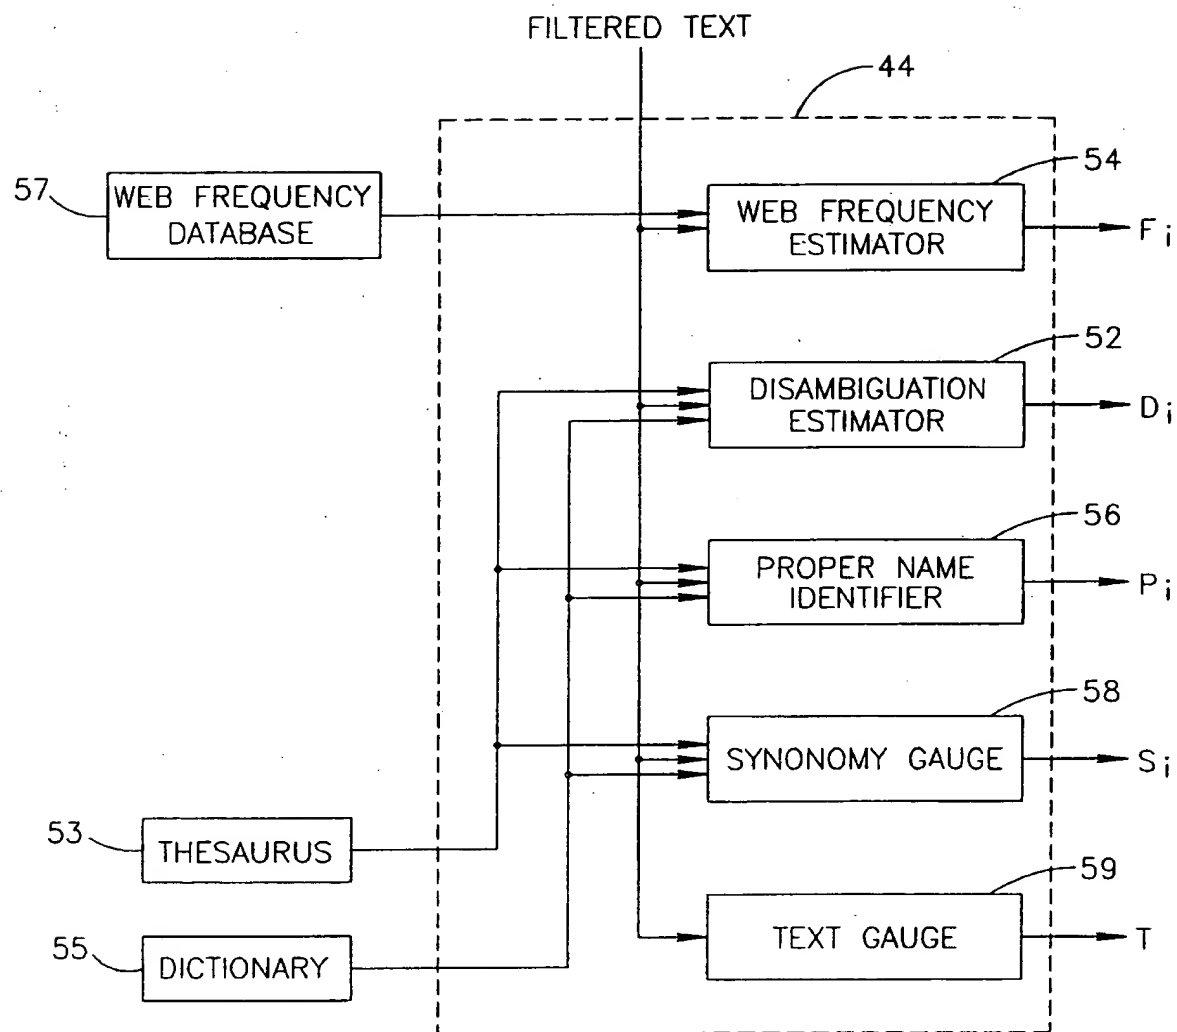 FILTERED TEXT
44
57
WEB FREQUENCY
DATABASE
54
WEB FREQUENCY
ESTIMATOR
Fi
52
DISAMBIGUATION
ESTIMATOR
Di
56
PROPER NAME
IDENTIFIER
Pi
58
SYNONOMY GAUGE
Si
53
THESAURUS
59
TEXT GAUGE
T
55
DICTIONARY